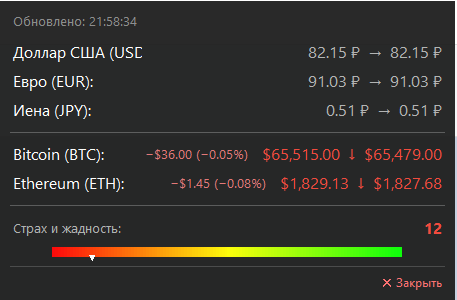 Обновлено: 21:58:34
Доллар США (USD 82.15 ₽ → 82.15 ₽
Евро (EUR): 91.03 ₽ → 91.03 ₽
Иена (JPY): 0.51 ₽ → 0.51 ₽
Bitcoin (BTC): −$36.00 (−0.05%) $65,515.00 ↓ $65,479.00
Ethereum (ETH): −$1.45 (−0.08%) $1,829.13 ↓ $1,827.68
Страх и жадность: 12
✕ Закрыть